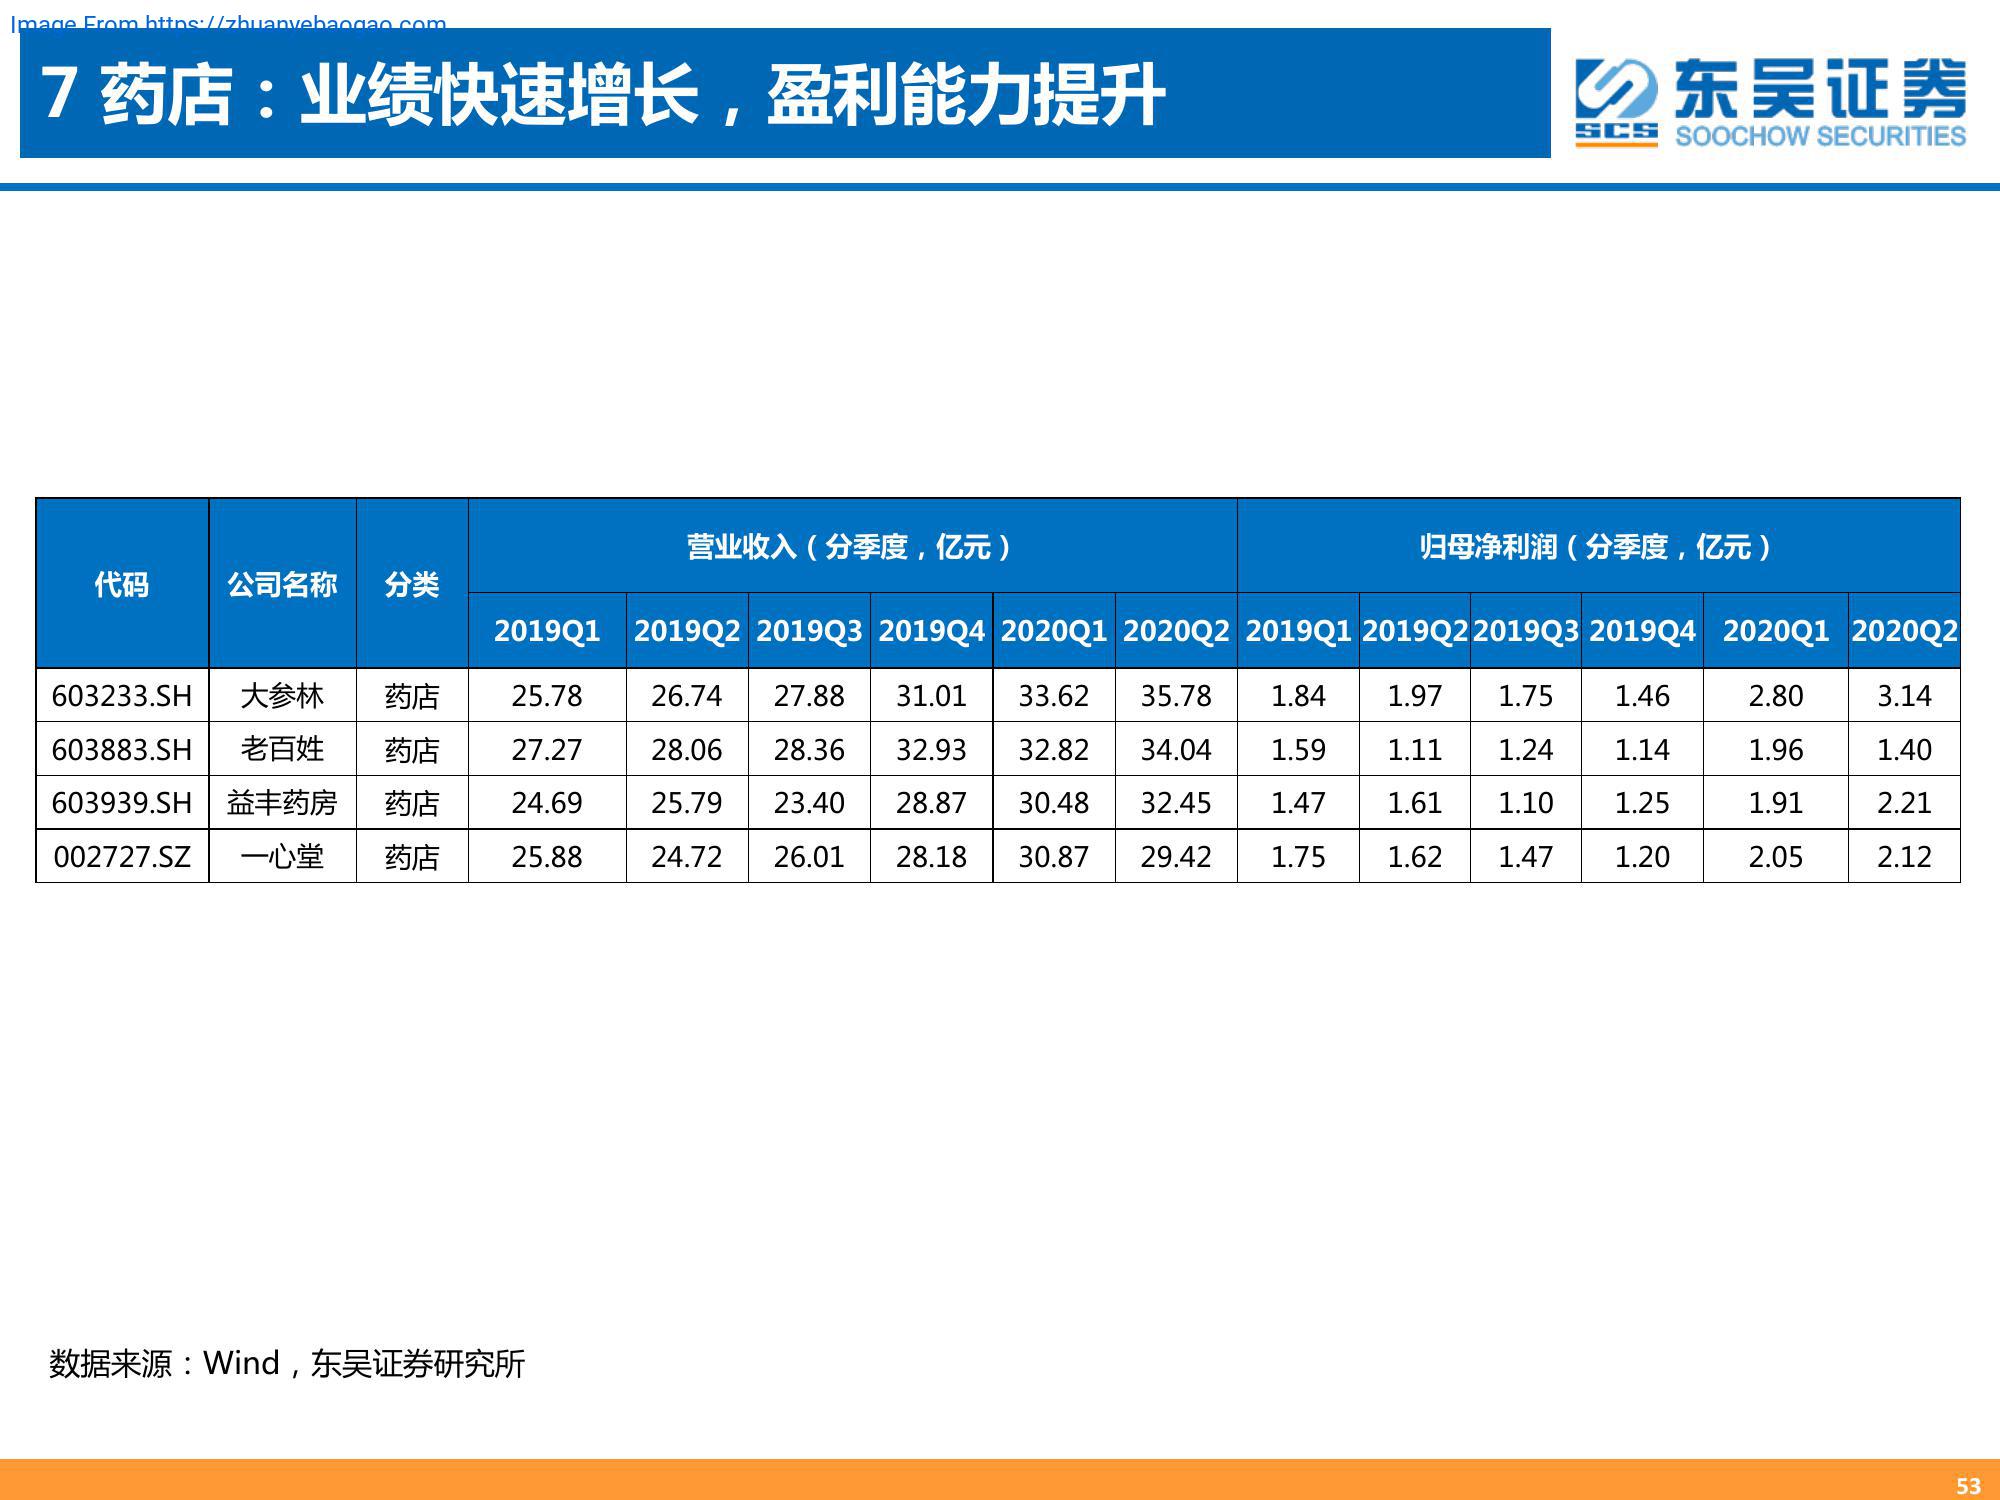 Image From https://zhuanyebaogao.com
7 药店：业绩快速增长，盈利能力提升
东吴证券
SCS
SOOCHOW SECURITIES
代码 公司名称 分类 营业收入（分季度，亿元） 归母净利润（分季度，亿元）
2019Q1 2019Q2 2019Q3 2019Q4 2020Q1 2020Q2 2019Q1 2019Q2 2019Q3 2019Q4 2020Q1 2020Q2
603233.SH 大参林 药店 25.78 26.74 27.88 31.01 33.62 35.78 1.84 1.97 1.75 1.46 2.80 3.14
603883.SH 老百姓 药店 27.27 28.06 28.36 32.93 32.82 34.04 1.59 1.11 1.24 1.14 1.96 1.40
603939.SH 益丰药房 药店 24.69 25.79 23.40 28.87 30.48 32.45 1.47 1.61 1.10 1.25 1.91 2.21
002727.SZ 一心堂 药店 25.88 24.72 26.01 28.18 30.87 29.42 1.75 1.62 1.47 1.20 2.05 2.12
数据来源：Wind，东吴证券研究所
53